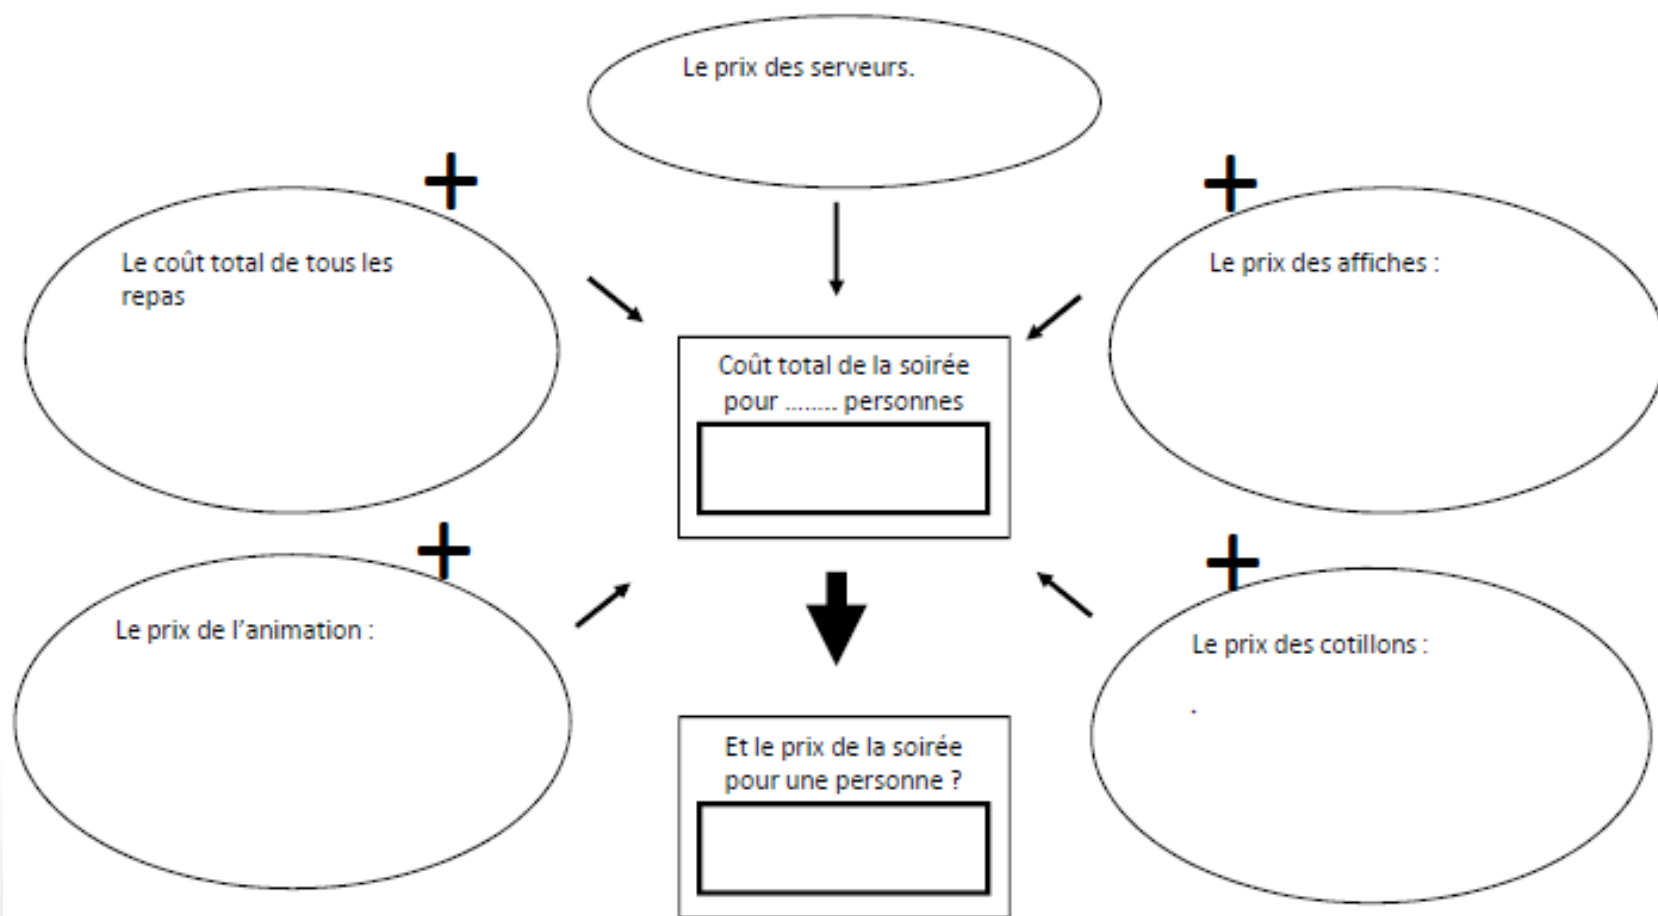 Le prix des serveurs.
Le coût total de tous les
repas
Le prix des affiches :
Coût total de la soirée
pour ........ personnes
Le prix de l'animation :
Le prix des cotillons :
.
Et le prix de la soirée
pour une personne ?